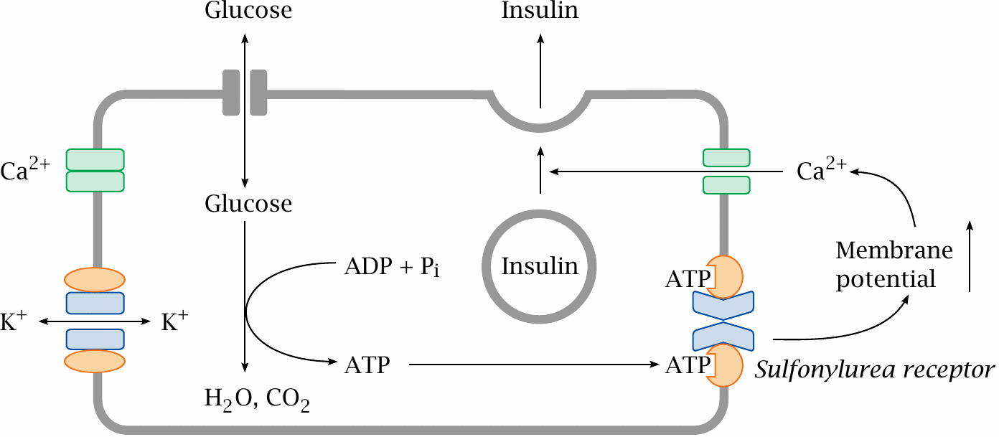 Glucose
Insulin
Ca²⁺
Ca²⁺
Glucose
Membrane
potential
ADP + Pᵢ
Insulin
ATP
K⁺
K⁺
ATP
ATP
Sulfonylurea receptor
H₂O, CO₂